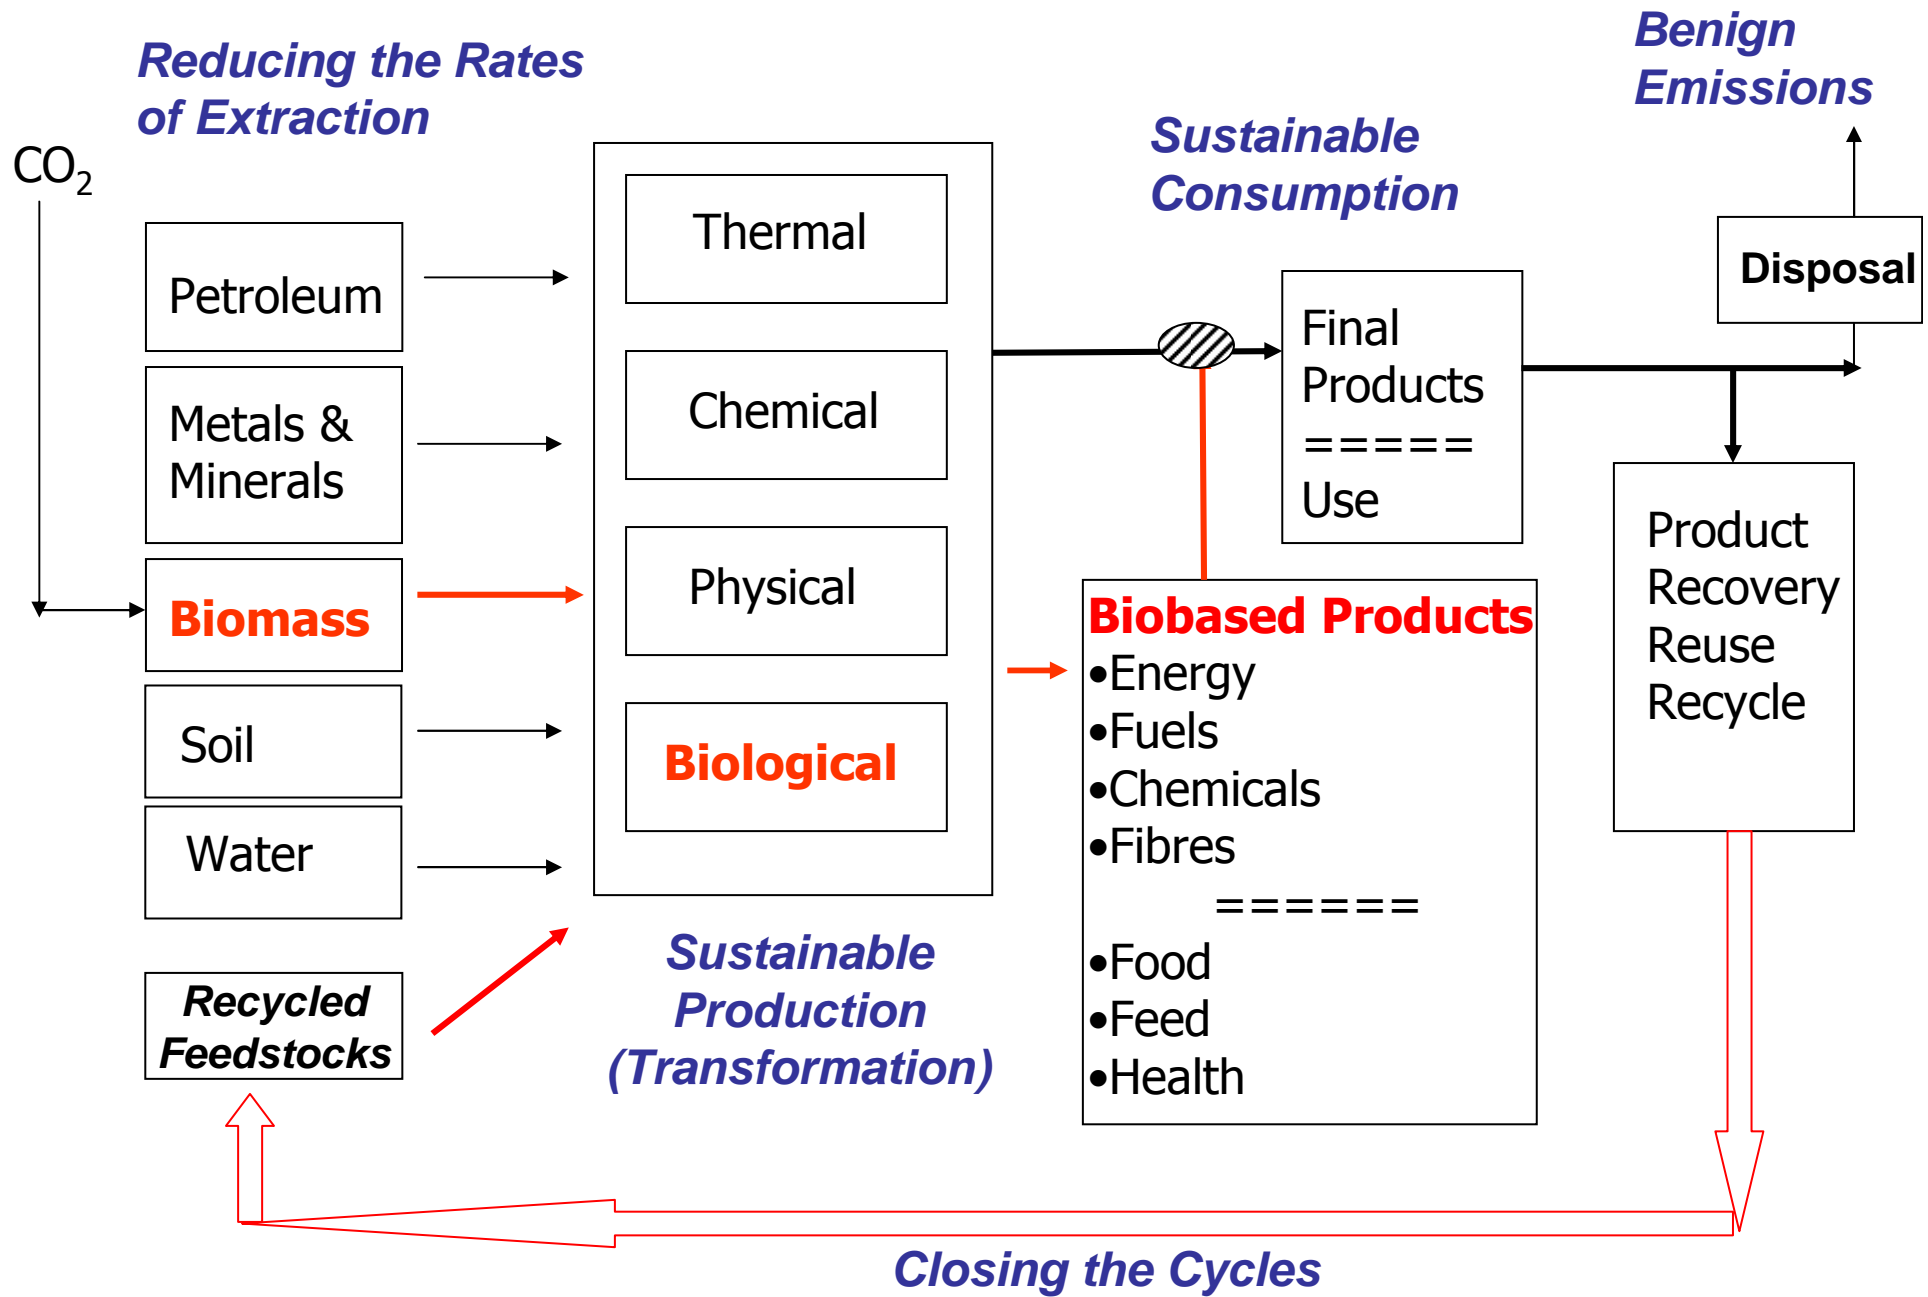 Reducing the Rates
of Extraction
CO₂
Petroleum
Metals &
Minerals
Biomass
Soil
Water
Recycled
Feedstocks
Thermal
Chemical
Physical
Biological
Sustainable
Production
(Transformation)
Sustainable
Consumption
Final
Products
=====
Use
Biobased Products
•Energy
•Fuels
•Chemicals
•Fibres
======
•Food
•Feed
•Health
Benign
Emissions
Disposal
Product
Recovery
Reuse
Recycle
Closing the Cycles